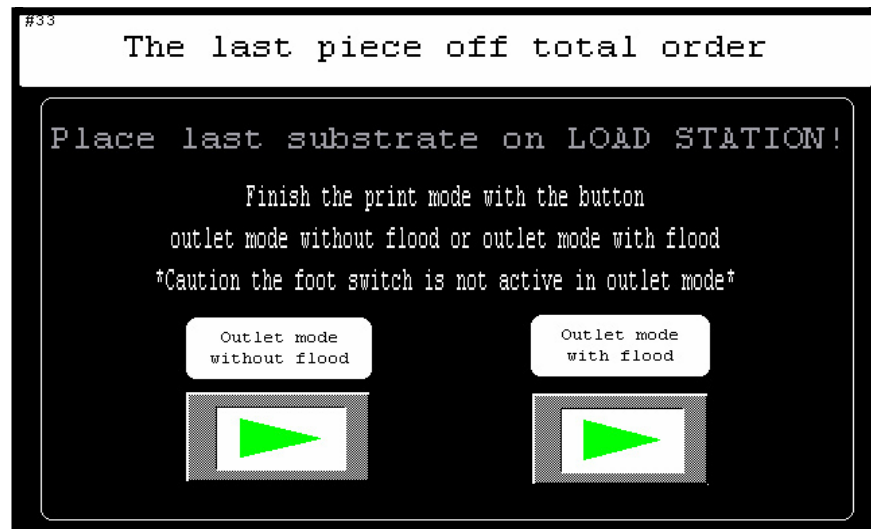 #33
The last piece off total order
Place last substrate on LOAD STATION!
Finish the print mode with the button
outlet mode without flood or outlet mode with flood
*Caution the foot switch is not active in outlet mode*
Outlet mode
without flood
Outlet mode
with flood